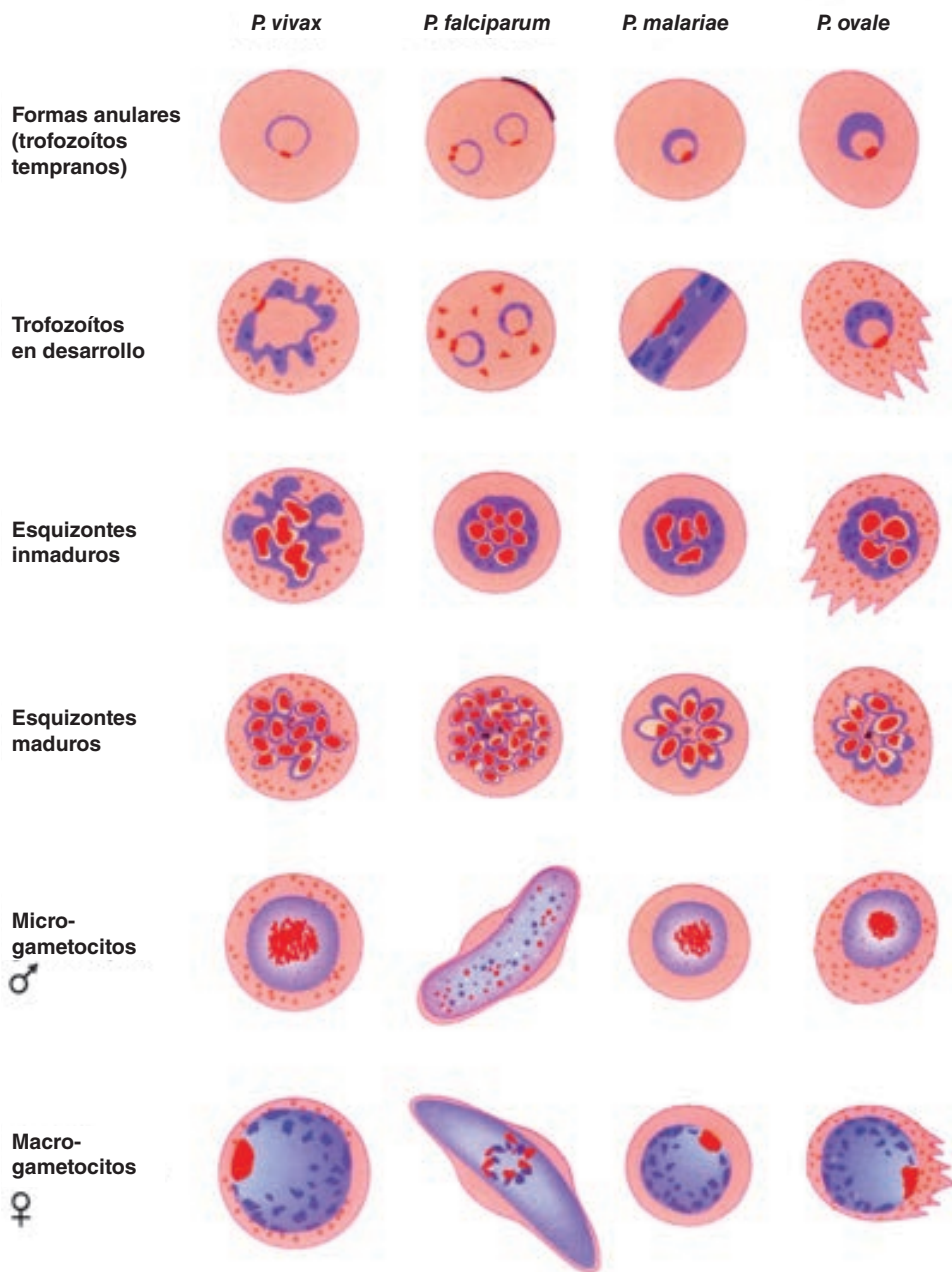 P. vivax P. falciparum P. malariae P. ovale
Formas anulares
(trofozoítos
tempranos)
Trofozoítos
en desarrollo
Esquizontes
inmaduros
Esquizontes
maduros
Micro-
gametocitos
♂
Macro-
gametocitos
♀